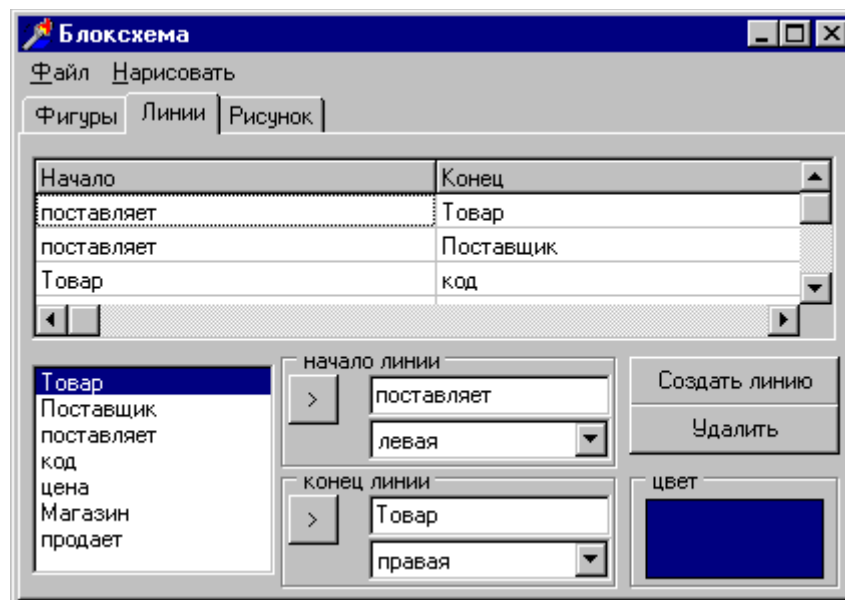 Блоксхема
Файл Нарисовать
Фигуры Линии Рисунок
Начало Конец
поставляет Товар
поставляет Поставщик
Товар код
Товар
Поставщик
поставляет
код
цена
Магазин
продает
начало линии
>
поставляет
левая
конец линии
>
Товар
правая
Создать линию
Удалить
цвет